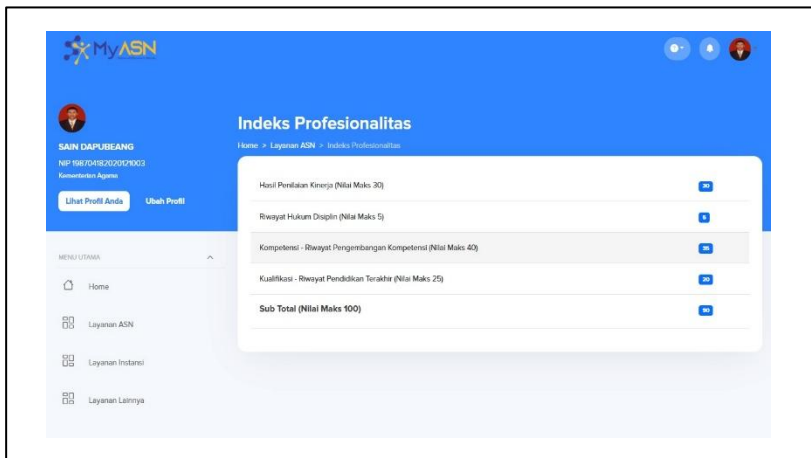 MyASN
SAIN DAPUBEANG
NIP 198704182020121003
Kementerian Agama
Lihat Profil Anda
Ubah Profil
MENU UTAMA
Home
Layanan ASN
Layanan Instansi
Layanan Lainnya
Indeks Profesionalitas
Home > Layanan ASN > Indeks Profesionalitas
Hasil Penilaian Kinerja (Nilai Maks 30) 30
Riwayat Hukum Disiplin (Nilai Maks 5) 5
Kompetensi - Riwayat Pengembangan Kompetensi (Nilai Maks 40) 35
Kualifikasi - Riwayat Pendidikan Terakhir (Nilai Maks 25) 20
Sub Total (Nilai Maks 100) 90